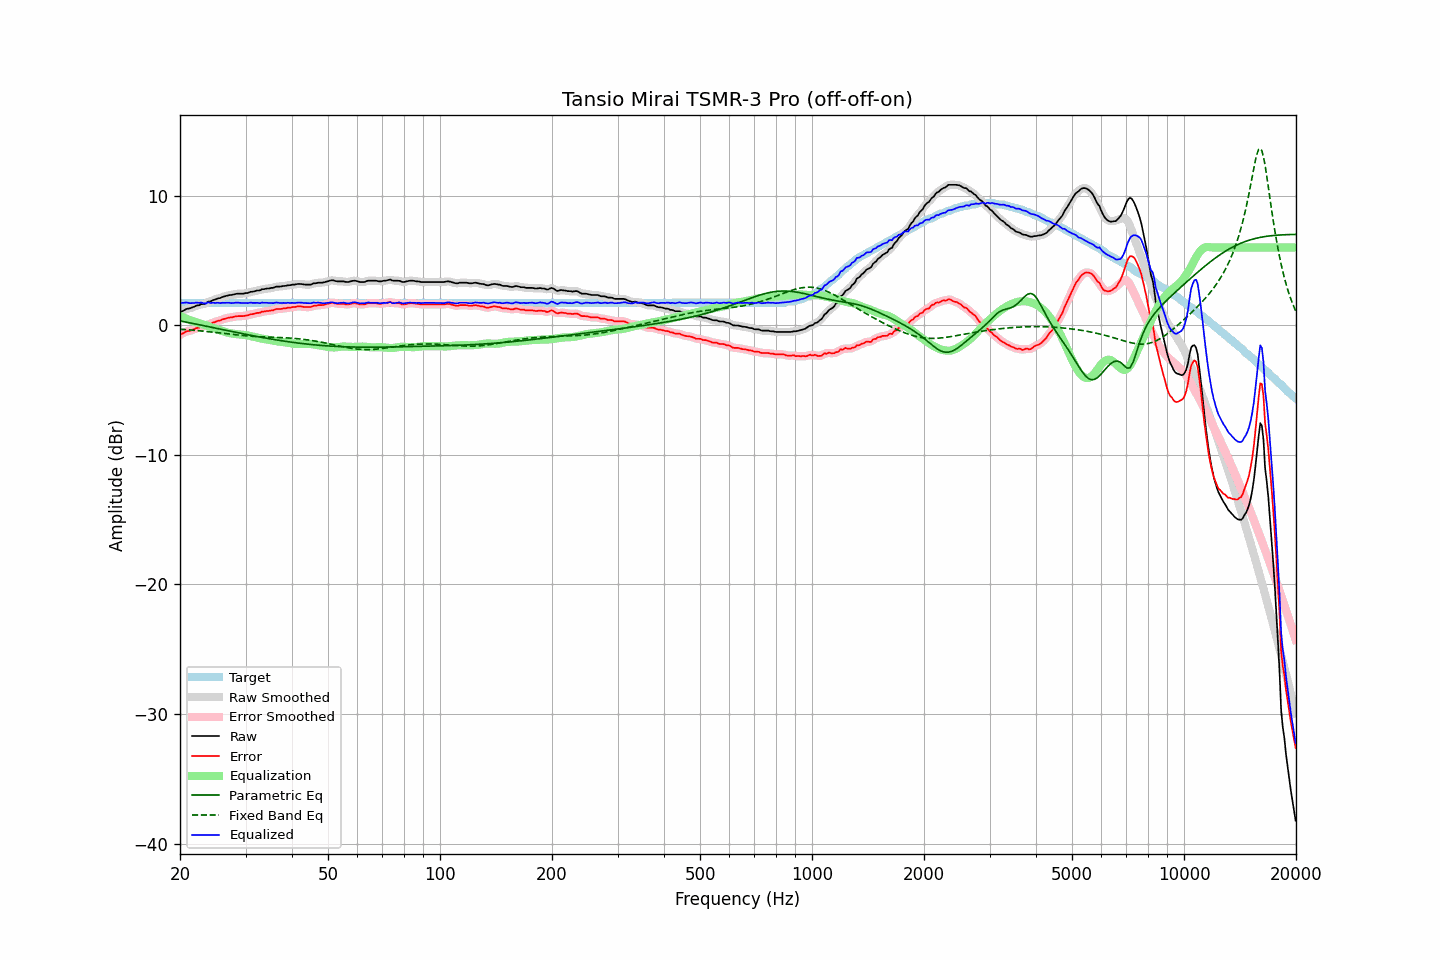 Tansio Mirai TSMR-3 Pro (off-off-on)
Amplitude (dBr)
10
0
−10
−20
−30
−40
Target
Raw Smoothed
Error Smoothed
Raw
Error
Equalization
Parametric Eq
Fixed Band Eq
Equalized
20 50 100 200 500 1000 2000 5000 10000 20000
Frequency (Hz)